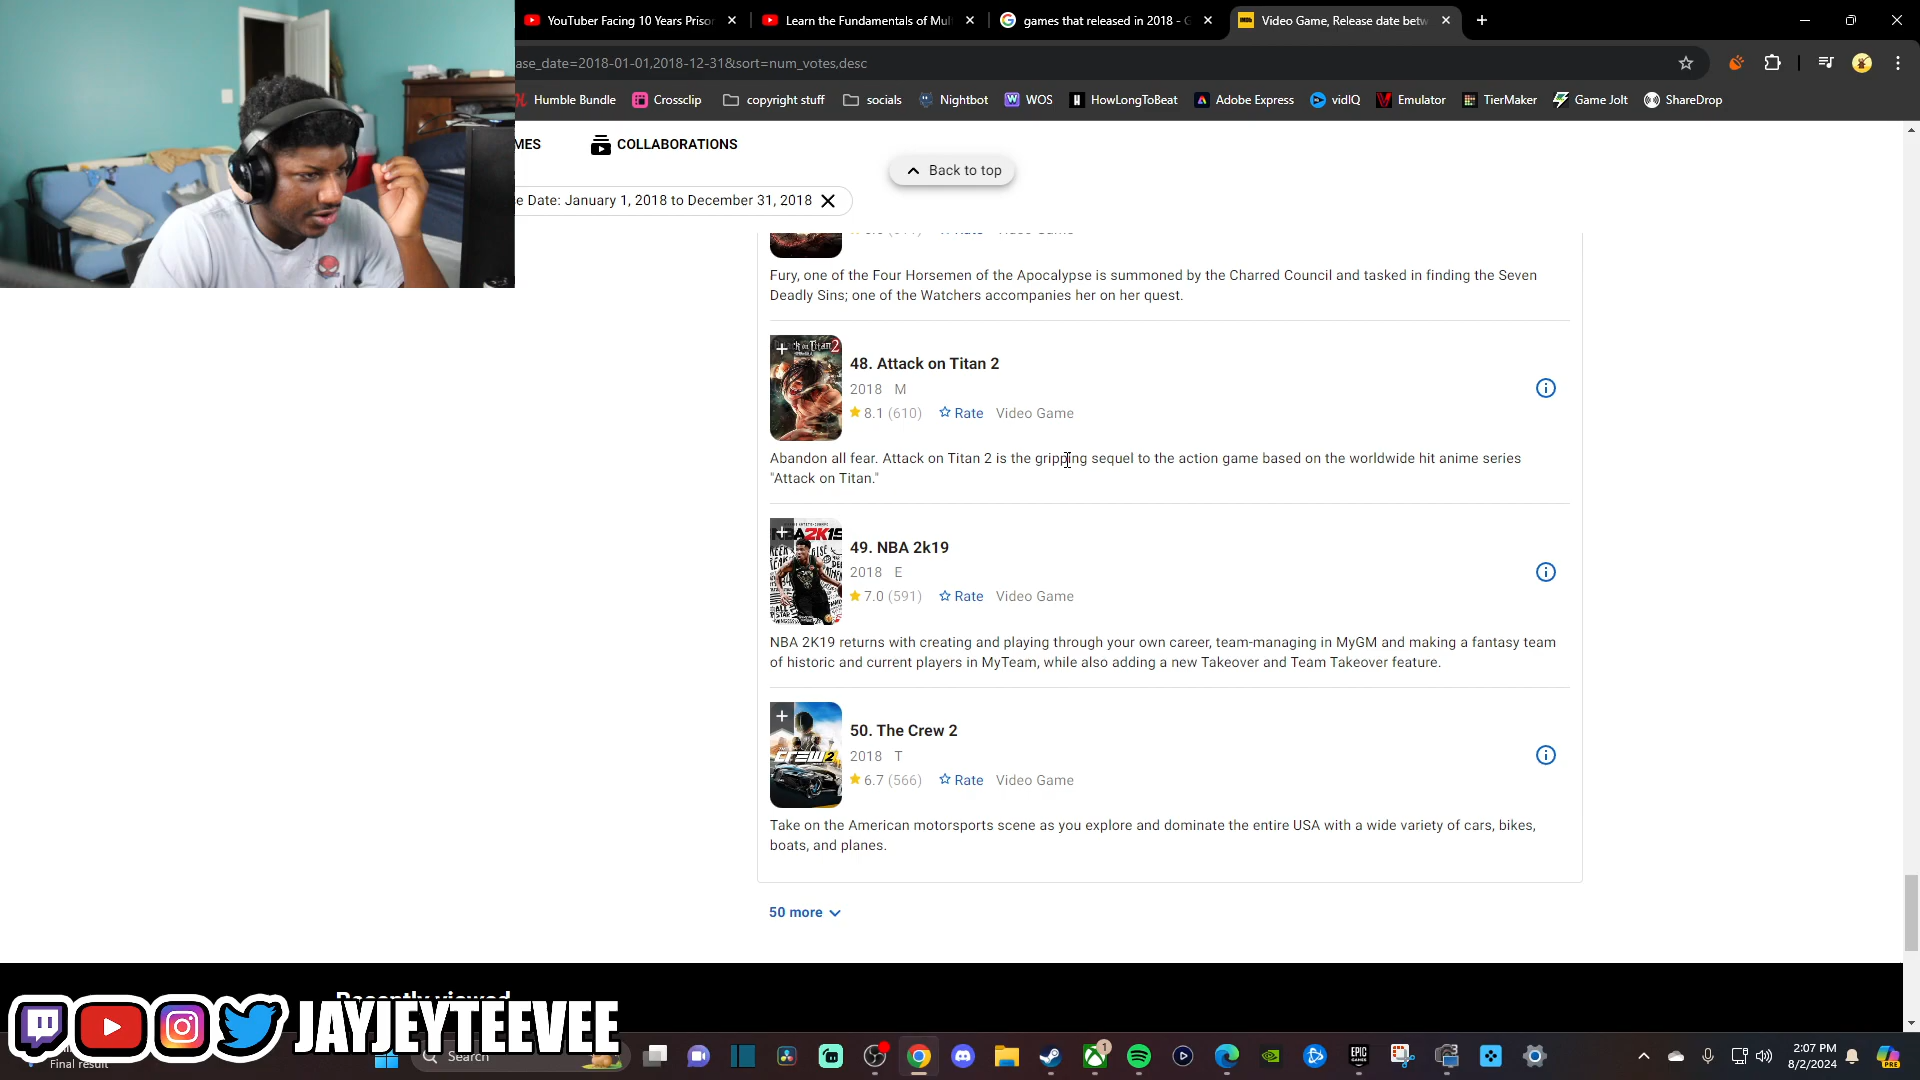 YouTuber Facing 10 Years Priso
Learn the Fundamentals of Mul
games that released in 2018 - G
Video Game, Release date betw
ase_date=2018-01-01,2018-12-31&sort=num_votes,desc
Humble Bundle
Crossclip
copyright stuff
socials
Nightbot
WOS
HowLongToBeat
Adobe Express
vidIQ
Emulator
TierMaker
Game Jolt
ShareDrop
MES
COLLABORATIONS
Back to top
e Date: January 1, 2018 to December 31, 2018
Fury, one of the Four Horsemen of the Apocalypse is summoned by the Charred Council and tasked in finding the Seven
Deadly Sins; one of the Watchers accompanies her on her quest.
48. Attack on Titan 2
2018 M
8.1 (610) Rate Video Game
Abandon all fear. Attack on Titan 2 is the gripping sequel to the action game based on the worldwide hit anime series
"Attack on Titan."
NBA2K19
49. NBA 2k19
2018 E
7.0 (591) Rate Video Game
NBA 2K19 returns with creating and playing through your own career, team-managing in MyGM and making a fantasy team
of historic and current players in MyTeam, while also adding a new Takeover and Team Takeover feature.
50. The Crew 2
2018 T
6.7 (566) Rate Video Game
Take on the American motorsports scene as you explore and dominate the entire USA with a wide variety of cars, bikes,
boats, and planes.
50 more
Recently viewed
JAYJEYTEEVEE
Final result
Search
EPIC
1
2:07 PM
8/2/2024
PRE